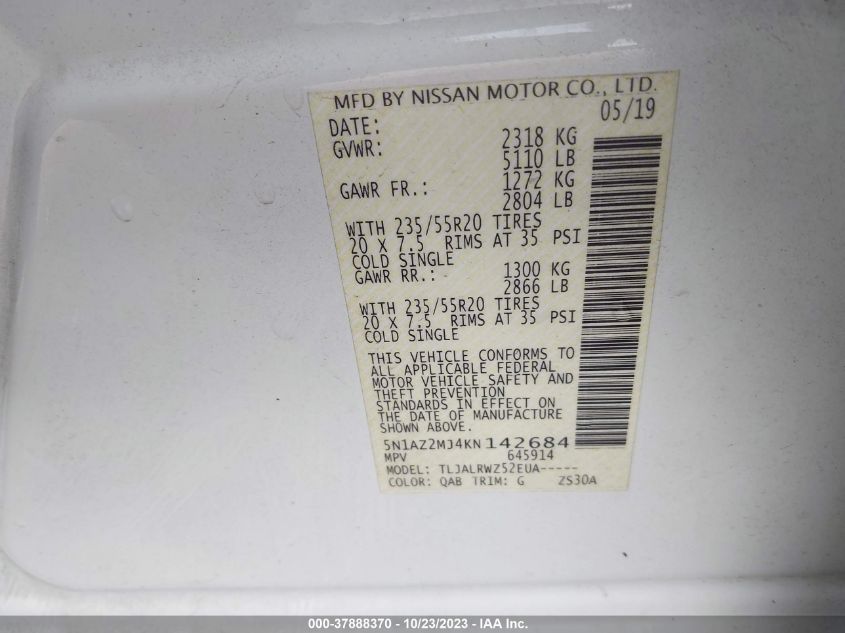 MFD BY NISSAN MOTOR CO., LTD.
DATE: 05/19
GVWR: 2318 KG
5110 LB
GAWR FR.: 1272 KG
2804 LB
WITH 235/55R20 TIRES
20 X 7.5 RIMS AT 35 PSI
COLD SINGLE
GAWR RR.: 1300 KG
2866 LB
WITH 235/55R20 TIRES
20 X 7.5 RIMS AT 35 PSI
COLD SINGLE
THIS VEHICLE CONFORMS TO
ALL APPLICABLE FEDERAL
MOTOR VEHICLE SAFETY AND
THEFT PREVENTION
STANDARDS IN EFFECT ON
THE DATE OF MANUFACTURE
SHOWN ABOVE.
5N1AZ2MJ4KN142684
MPV 645914
MODEL: TLJALRWZ52EUA-----
COLOR: QAB TRIM: G ZS30A
000-37888370 - 10/23/2023 - IAA Inc.